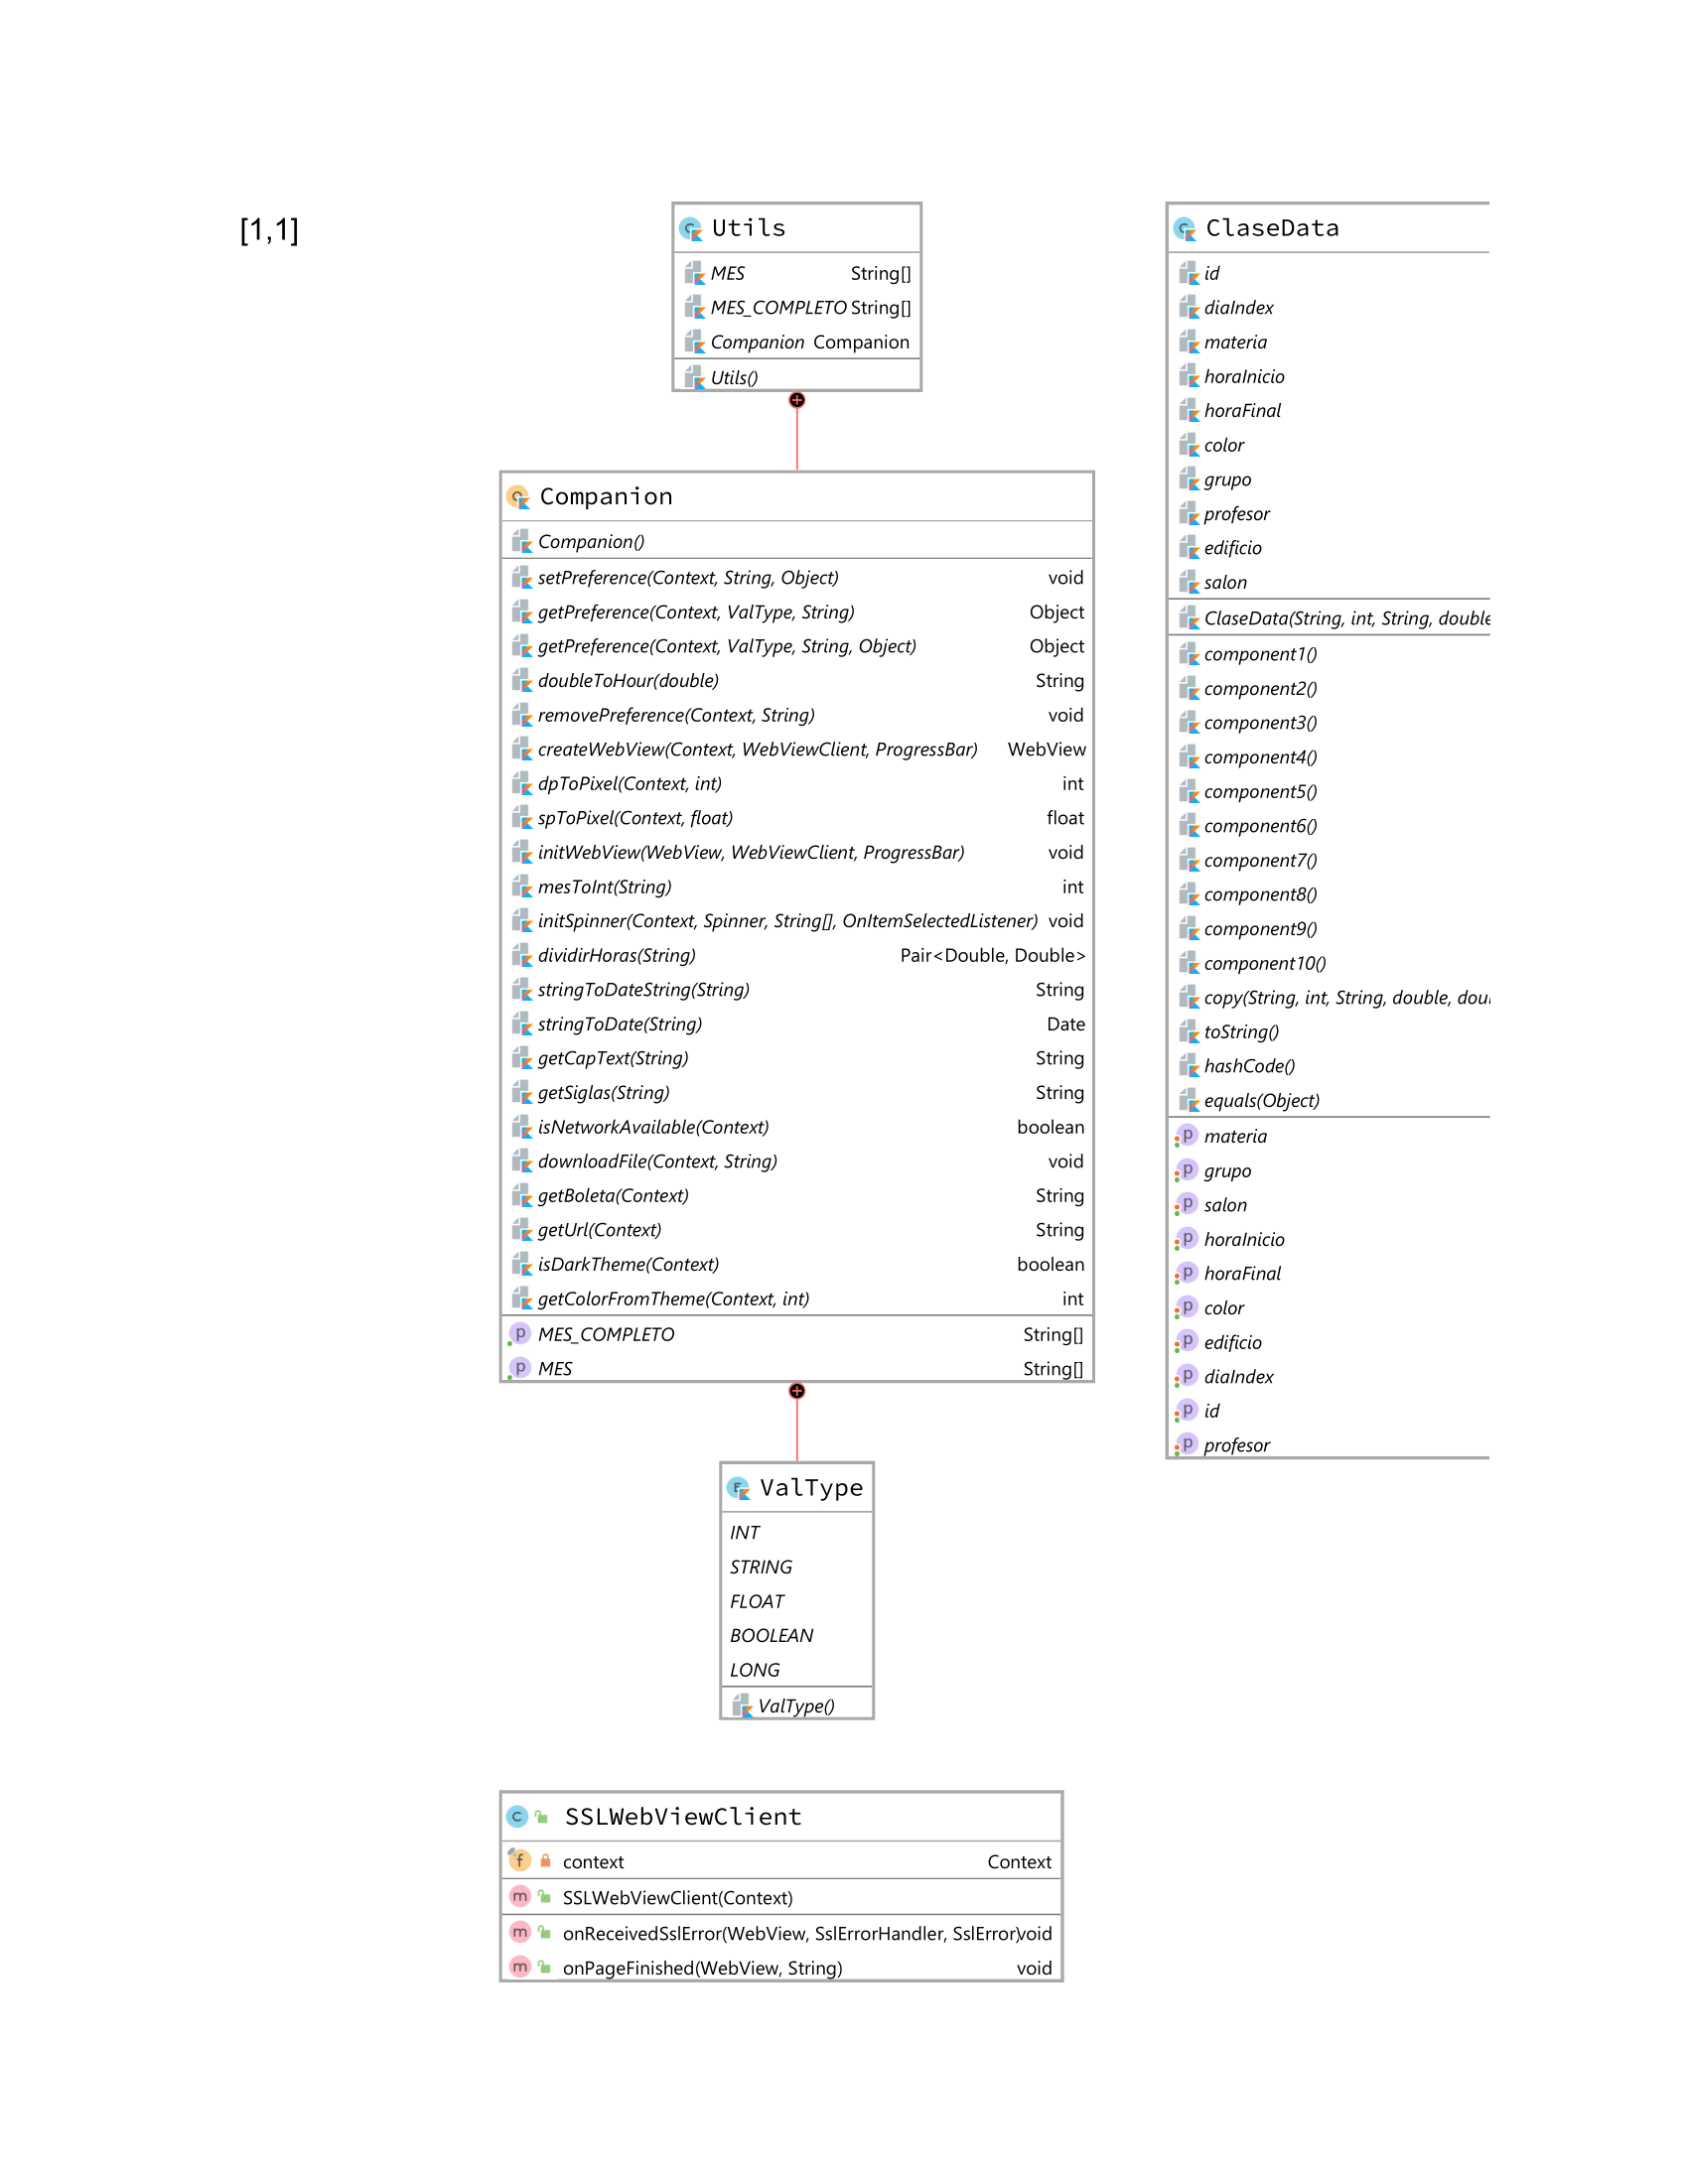 [1,1]
Utils
MES String[]
MES_COMPLETO String[]
Companion Companion
Utils()
Companion
Companion()
setPreference(Context, String, Object) void
getPreference(Context, ValType, String) Object
getPreference(Context, ValType, String, Object) Object
doubleToHour(double) String
removePreference(Context, String) void
createWebView(Context, WebViewClient, ProgressBar) WebView
dpToPixel(Context, int) int
spToPixel(Context, float) float
initWebView(WebView, WebViewClient, ProgressBar) void
mesToInt(String) int
initSpinner(Context, Spinner, String[], OnItemSelectedListener) void
dividirHoras(String) Pair<Double, Double>
stringToDateString(String) String
stringToDate(String) Date
getCapText(String) String
getSiglas(String) String
isNetworkAvailable(Context) boolean
downloadFile(Context, String) void
getBoleta(Context) String
getUrl(Context) String
isDarkTheme(Context) boolean
getColorFromTheme(Context, int) int
MES_COMPLETO String[]
MES String[]
ValType
INT
STRING
FLOAT
BOOLEAN
LONG
ValType()
SSLWebViewClient
context Context
SSLWebViewClient(Context)
onReceivedSslError(WebView, SslErrorHandler, SslError) void
onPageFinished(WebView, String) void
ClaseData
id
diaIndex
materia
horaInicio
horaFinal
color
grupo
profesor
edificio
salon
ClaseData(String, int, String, double
component1()
component2()
component3()
component4()
component5()
component6()
component7()
component8()
component9()
component10()
copy(String, int, String, double,
toString()
hashCode()
equals(Object)
materia
grupo
salon
horaInicio
horaFinal
color
edificio
diaIndex
id
profesor